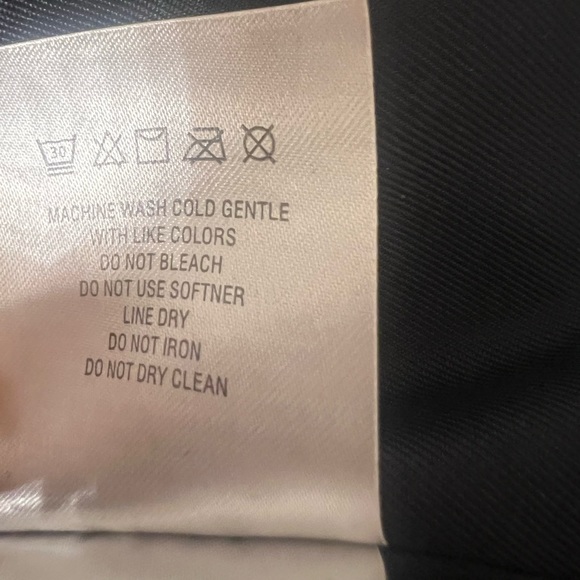 30
MACHINE WASH COLD GENTLE
WITH LIKE COLORS
DO NOT BLEACH
DO NOT USE SOFTNER
LINE DRY
DO NOT IRON
DO NOT DRY CLEAN